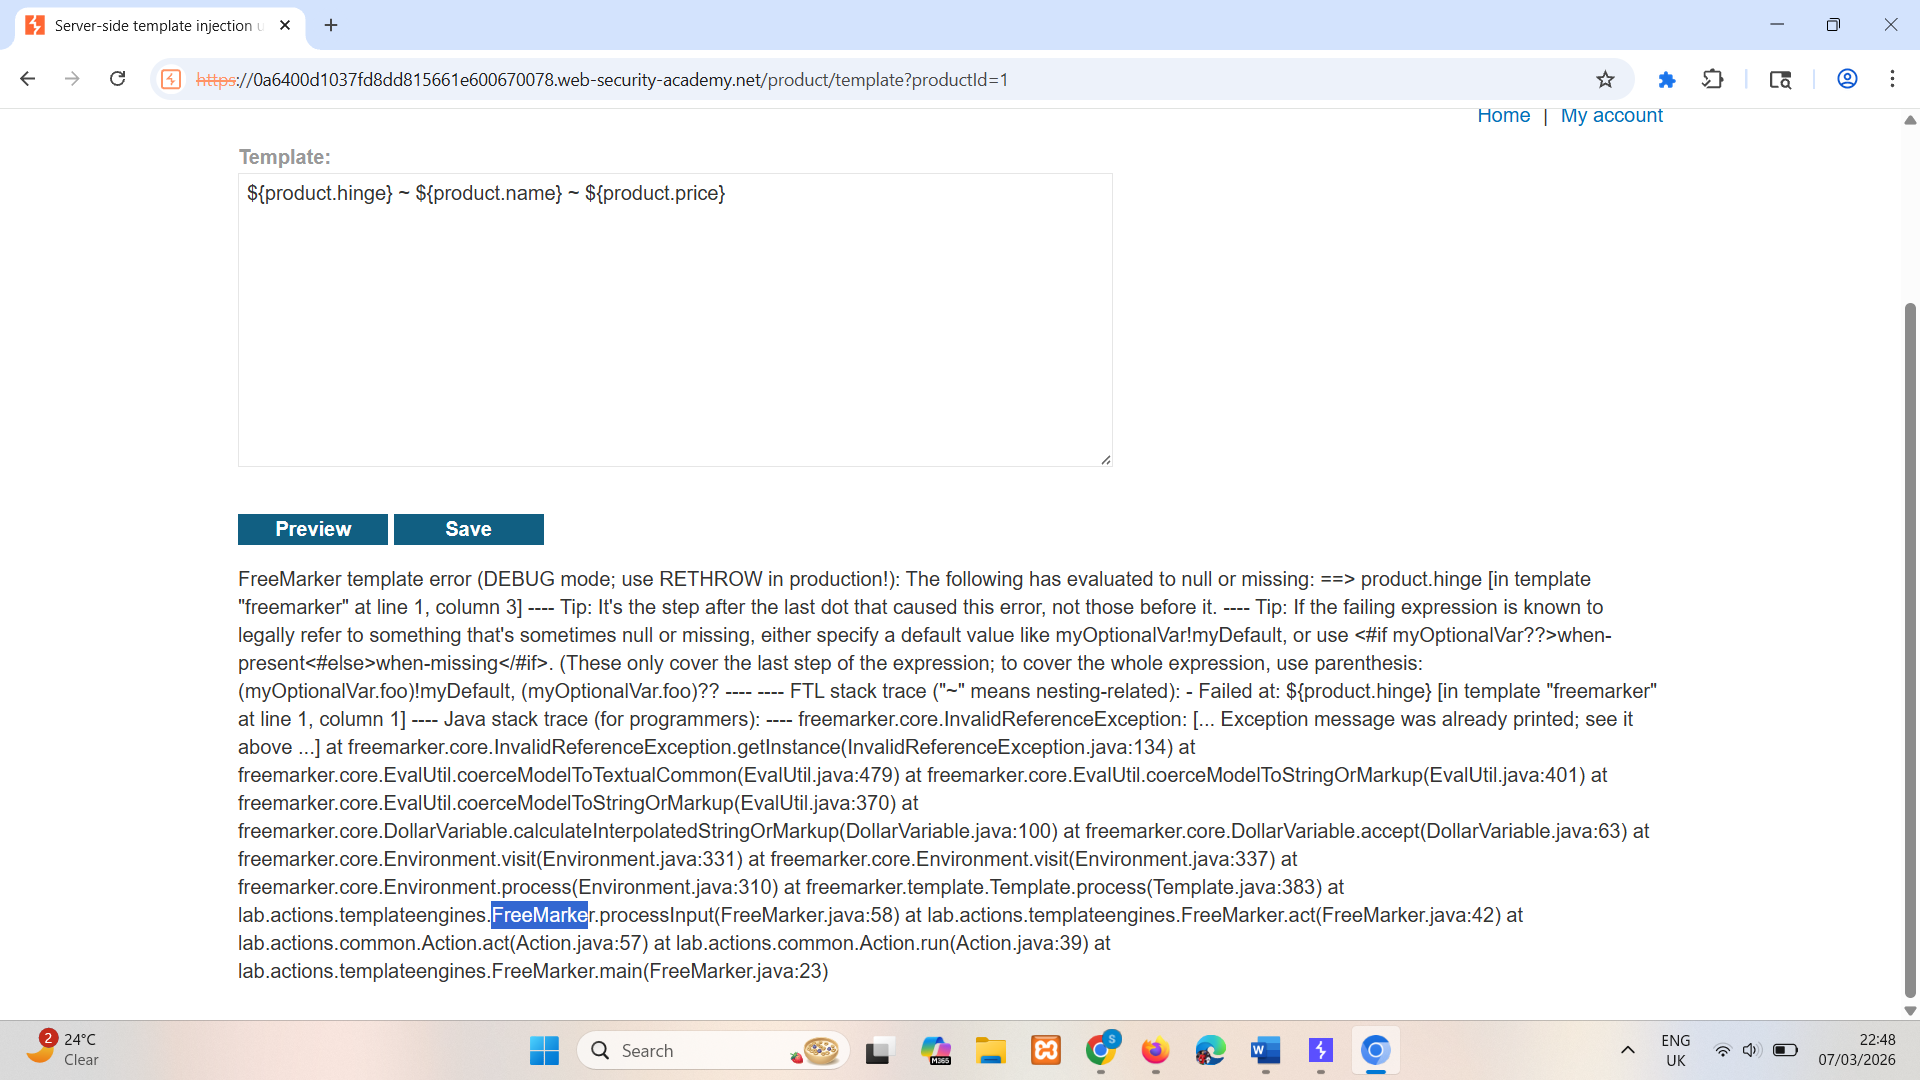 Server-side template injection u
https://0a6400d1037fd8dd815661e600670078.web-security-academy.net/product/template?productId=1
Home | My account
Template:
${product.hinge} ~ ${product.name} ~ ${product.price}
Preview
Save
FreeMarker template error (DEBUG mode; use RETHROW in production!): The following has evaluated to null or missing: ==> product.hinge [in template
"freemarker" at line 1, column 3] ---- Tip: It's the step after the last dot that caused this error, not those before it. ---- Tip: If the failing expression is known to
legally refer to something that's sometimes null or missing, either specify a default value like myOptionalVar!myDefault, or use <#if myOptionalVar??>when-
present<#else>when-missing</#if>. (These only cover the last step of the expression; to cover the whole expression, use parenthesis:
(myOptionalVar.foo)!myDefault, (myOptionalVar.foo)?? ---- ---- FTL stack trace ("~" means nesting-related): - Failed at: ${product.hinge} [in template "freemarker"
at line 1, column 1] ---- Java stack trace (for programmers): ---- freemarker.core.InvalidReferenceException: [... Exception message was already printed; see it
above ...] at freemarker.core.InvalidReferenceException.getInstance(InvalidReferenceException.java:134) at
freemarker.core.EvalUtil.coerceModelToTextualCommon(EvalUtil.java:479) at freemarker.core.EvalUtil.coerceModelToStringOrMarkup(EvalUtil.java:401) at
freemarker.core.EvalUtil.coerceModelToStringOrMarkup(EvalUtil.java:370) at
freemarker.core.DollarVariable.calculateInterpolatedStringOrMarkup(DollarVariable.java:100) at freemarker.core.DollarVariable.accept(DollarVariable.java:63) at
freemarker.core.Environment.visit(Environment.java:331) at freemarker.core.Environment.visit(Environment.java:337) at
freemarker.core.Environment.process(Environment.java:310) at freemarker.template.Template.process(Template.java:383) at
lab.actions.templateengines.FreeMarker.processInput(FreeMarker.java:58) at lab.actions.templateengines.FreeMarker.act(FreeMarker.java:42) at
lab.actions.common.Action.act(Action.java:57) at lab.actions.common.Action.run(Action.java:39) at
lab.actions.templateengines.FreeMarker.main(FreeMarker.java:23)
2
24°C
Clear
Search
M365
S
W
ENG
UK
22:48
07/03/2026